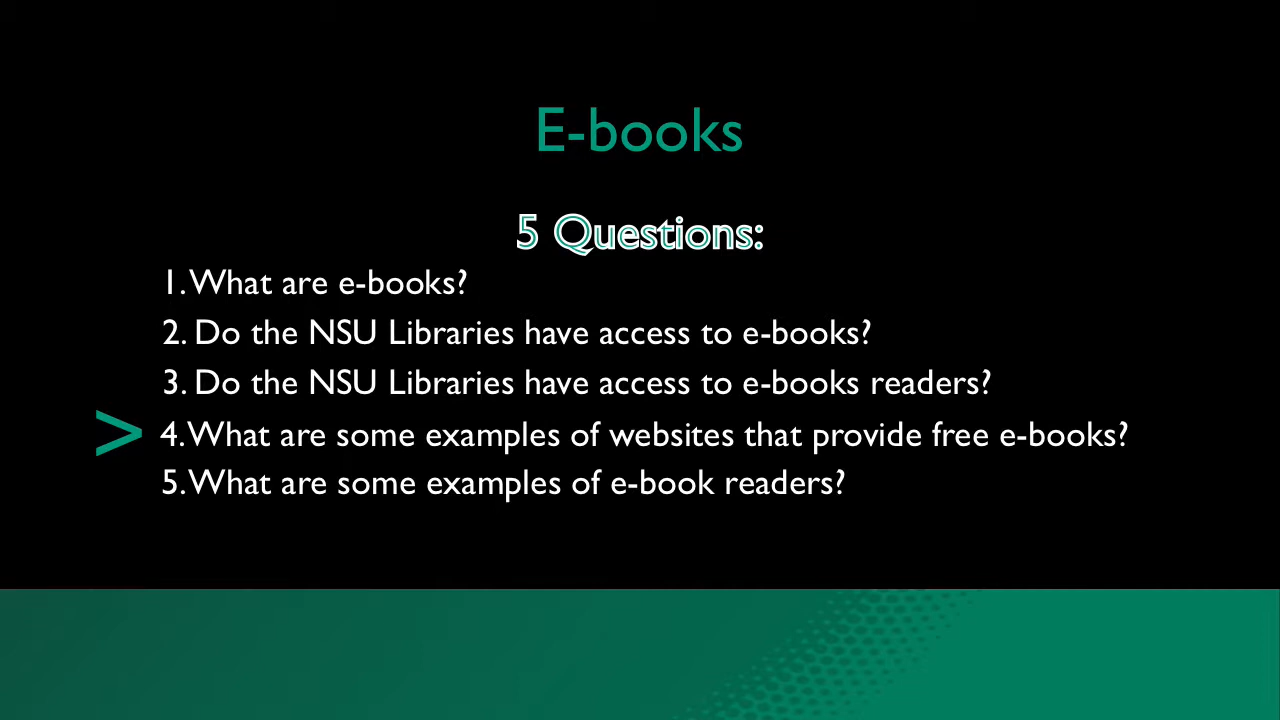 E-books
5 Questions:
1. What are e-books?
2. Do the NSU Libraries have access to e-books?
3. Do the NSU Libraries have access to e-books readers?
> 4. What are some examples of websites that provide free e-books?
5. What are some examples of e-book readers?